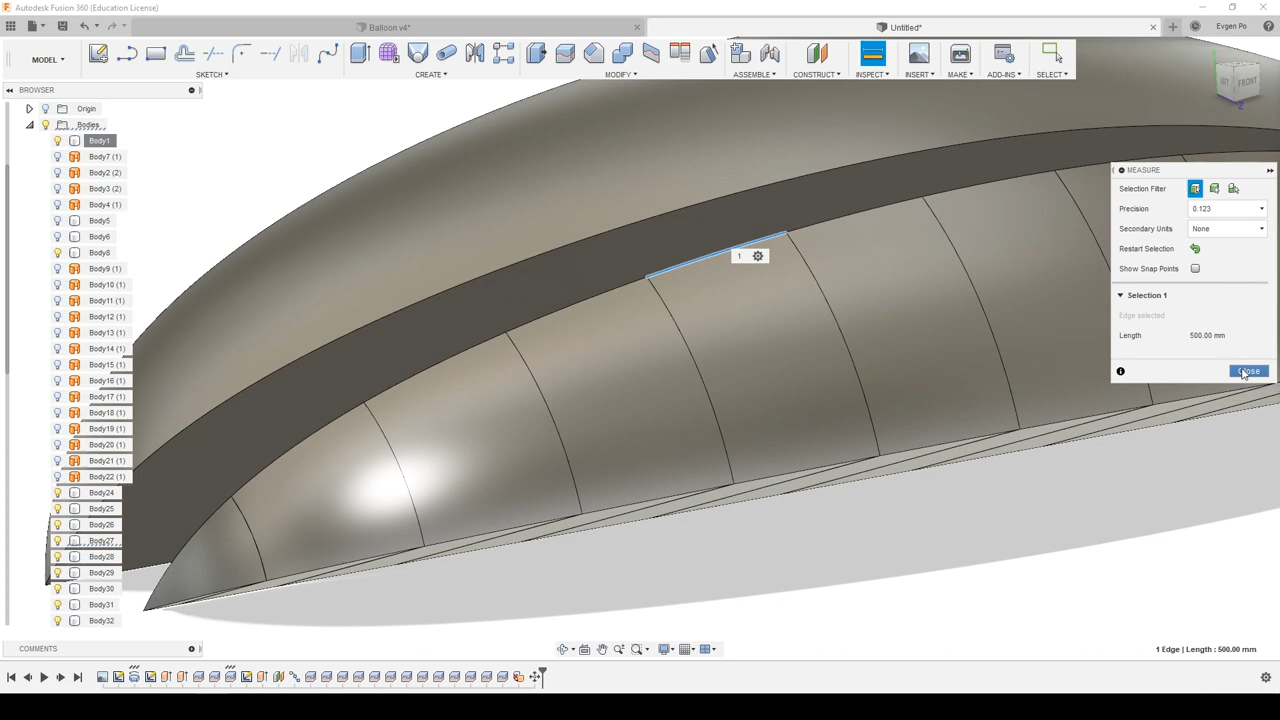 Autodesk Fusion 360 (Education License)
Balloon v4*
Untitled*
Evgen Po
MODEL
SKETCH
CREATE
MODIFY
ASSEMBLE
CONSTRUCT
INSPECT
INSERT
MAKE
ADD-INS
SELECT
BROWSER
Origin
Bodies
Body1
Body7 (1)
Body2 (2)
Body3 (2)
Body4 (1)
Body5
Body6
Body8
Body9 (1)
Body10 (1)
Body11 (1)
Body12 (1)
Body13 (1)
Body14 (1)
Body15 (1)
Body16 (1)
Body17 (1)
Body18 (1)
Body19 (1)
Body20 (1)
Body21 (1)
Body22 (1)
Body24
Body25
Body26
Body27
Body28
Body29
Body30
Body31
Body32
FRONT
1
MEASURE
Selection Filter
Precision 0.123
Secondary Units None
Restart Selection
Show Snap Points
Selection 1
Edge selected
Length 500.00 mm
Close
COMMENTS
1 Edge | Length : 500.00 mm